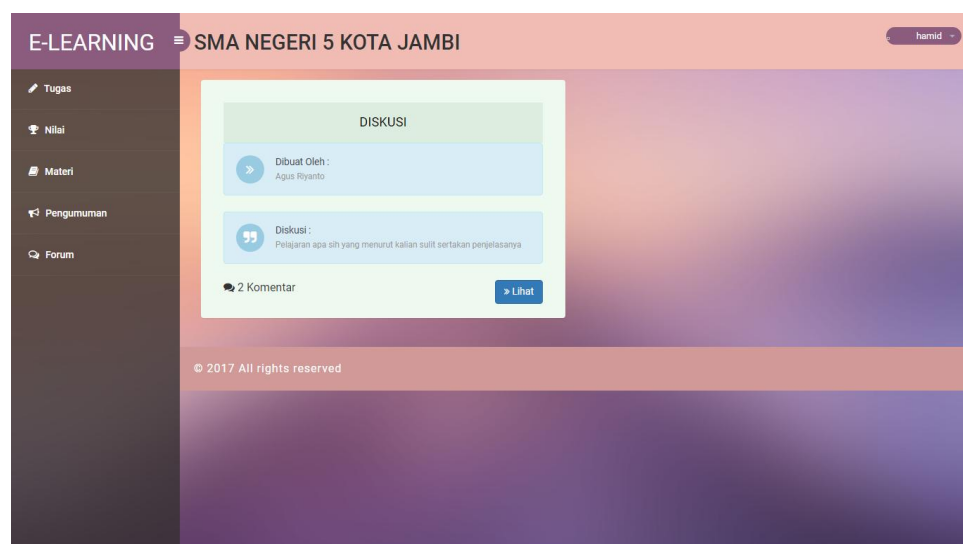 E-LEARNING
SMA NEGERI 5 KOTA JAMBI
hamid
Tugas
Nilai
Materi
Pengumuman
Forum
DISKUSI
Dibuat Oleh :
Agus Riyanto
Diskusi :
Pelajaran apa sih yang menurut kalian sulit sertakan penjelasanya
2 Komentar
» Lihat
© 2017 All rights reserved